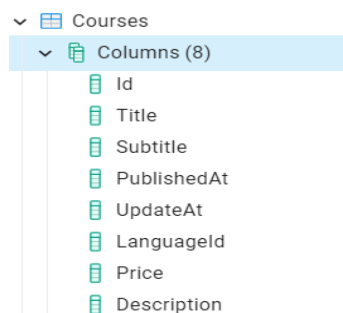 Courses
Columns (8)
Id
Title
Subtitle
PublishedAt
UpdateAt
LanguageId
Price
Description